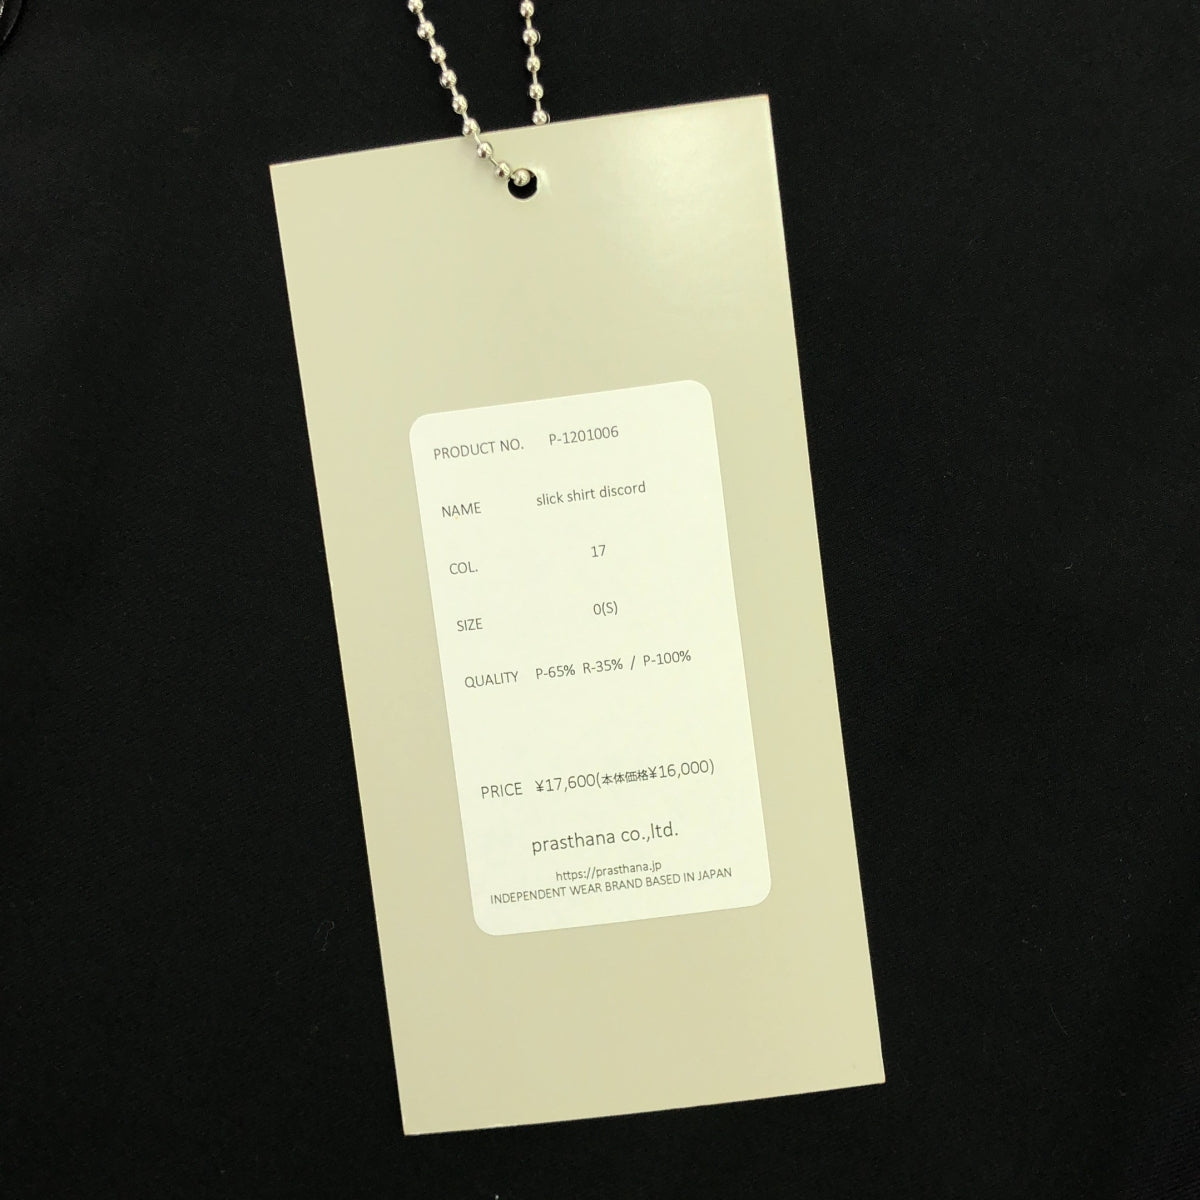 PRODUCT NO. P-1201006
NAME slick shirt discord
COL. 17
SIZE 0(S)
QUALITY P-65% R-35% / P-100%
PRICE ¥17,600(本体価格¥16,000)
prasthana co.,ltd.
https://prasthana.jp
INDEPENDENT WEAR BRAND BASED IN JAPAN